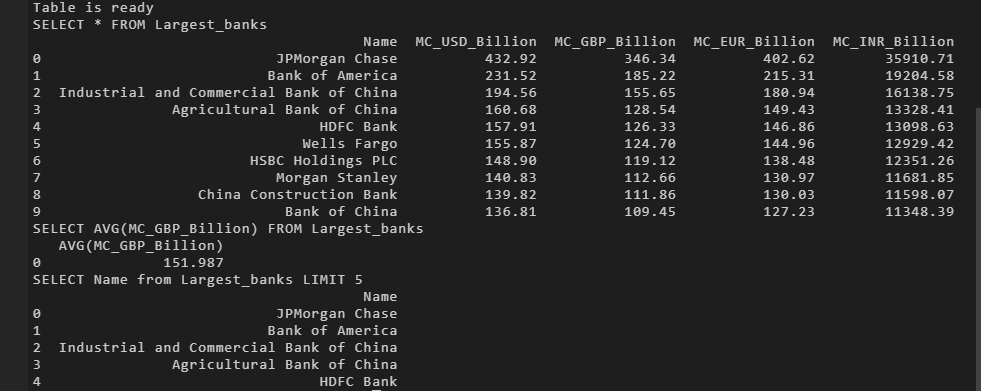 Table is ready
SELECT * FROM Largest_banks
Name MC_USD_Billion MC_GBP_Billion MC_EUR_Billion MC_INR_Billion
0 JPMorgan Chase 432.92 346.34 402.62 35910.71
1 Bank of America 231.52 185.22 215.31 19204.58
2 Industrial and Commercial Bank of China 194.56 155.65 180.94 16138.75
3 Agricultural Bank of China 160.68 128.54 149.43 13328.41
4 HDFC Bank 157.91 126.33 146.86 13098.63
5 Wells Fargo 155.87 124.70 144.96 12929.42
6 HSBC Holdings PLC 148.90 119.12 138.48 12351.26
7 Morgan Stanley 140.83 112.66 130.97 11681.85
8 China Construction Bank 139.82 111.86 130.03 11598.07
9 Bank of China 136.81 109.45 127.23 11348.39
SELECT AVG(MC_GBP_Billion) FROM Largest_banks
AVG(MC_GBP_Billion)
0 151.987
SELECT Name from Largest_banks LIMIT 5
Name
0 JPMorgan Chase
1 Bank of America
2 Industrial and Commercial Bank of China
3 Agricultural Bank of China
4 HDFC Bank